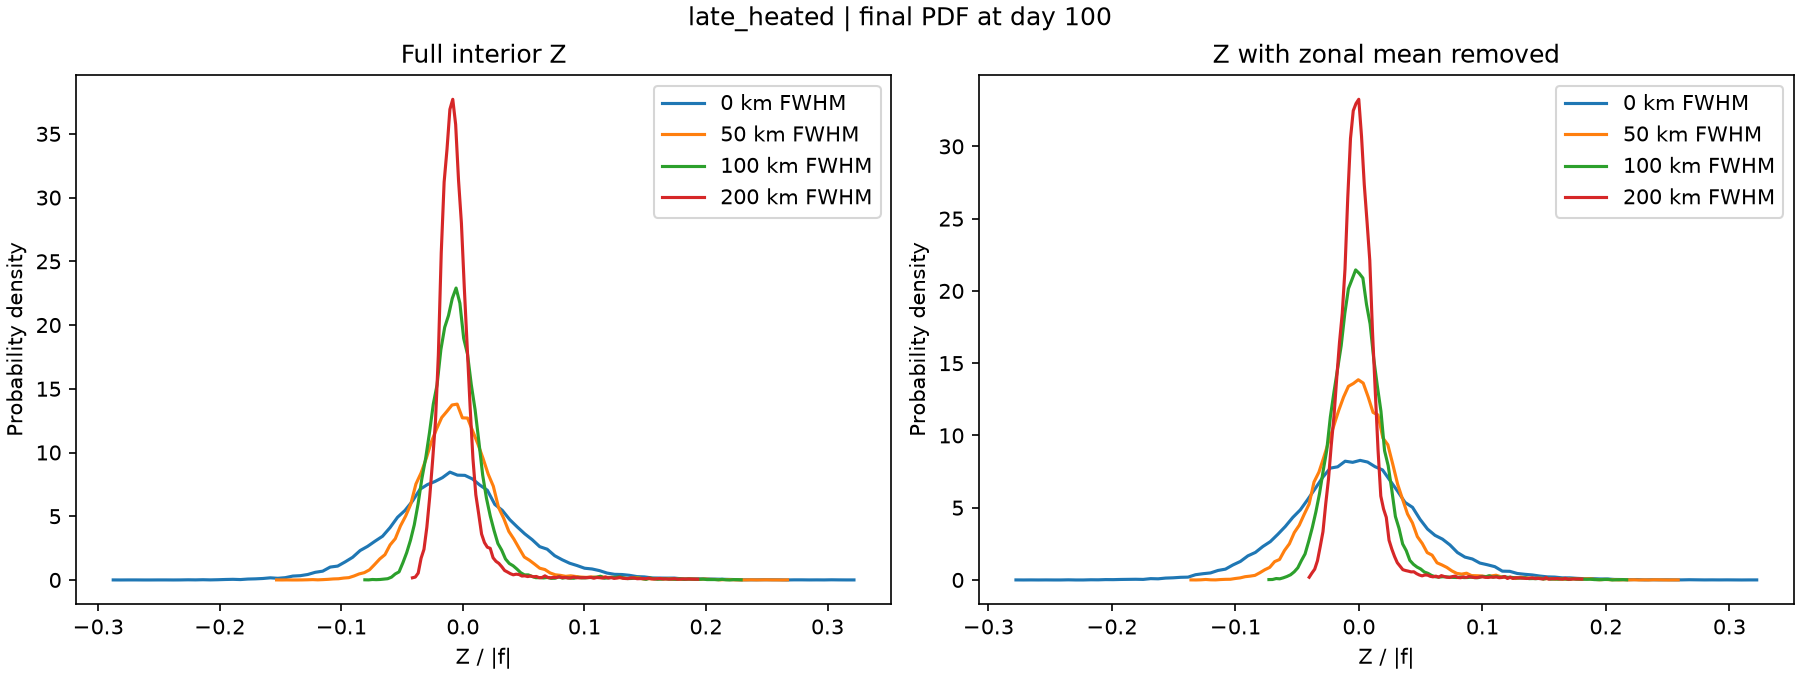 late_heated | final PDF at day 100
Full interior Z
Probability density
35
30
25
20
15
10
5
0
0 km FWHM
50 km FWHM
100 km FWHM
200 km FWHM
−0.3
−0.2
−0.1
0.0
0.1
0.2
0.3
Z / |f|
Z with zonal mean removed
Probability density
30
25
20
15
10
5
0
0 km FWHM
50 km FWHM
100 km FWHM
200 km FWHM
−0.3
−0.2
−0.1
0.0
0.1
0.2
0.3
Z / |f|